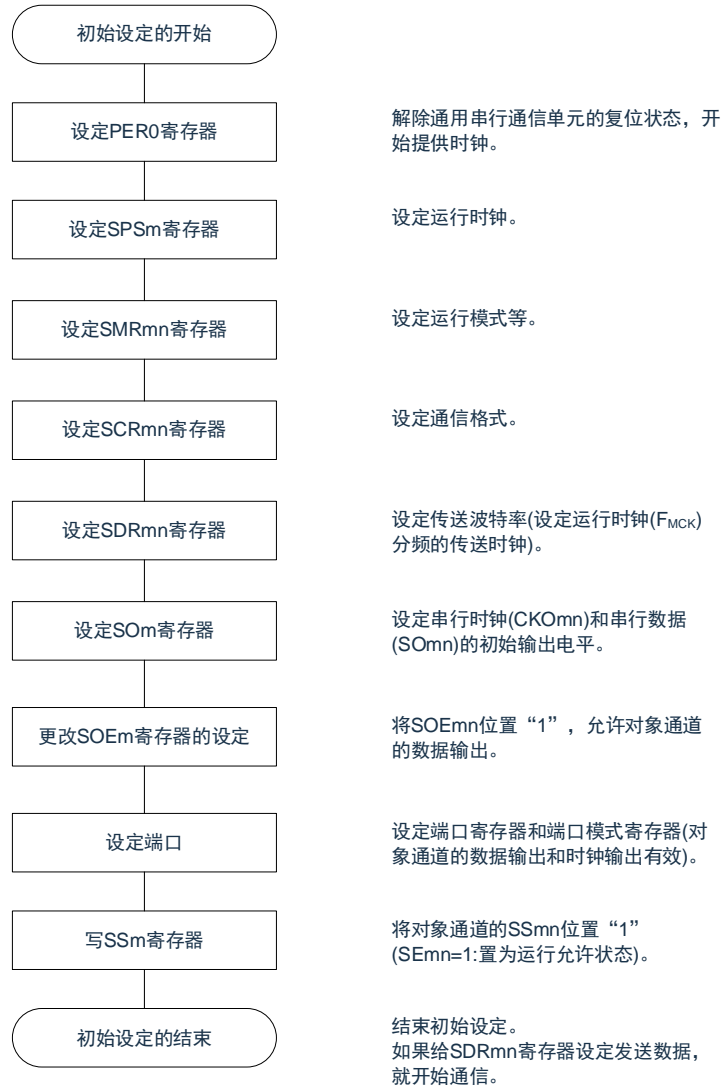 初始设定的开始
设定PER0寄存器
解除通用串行通信单元的复位状态，开
始提供时钟。
设定SPSm寄存器
设定运行时钟。
设定SMRmn寄存器
设定运行模式等。
设定SCRmn寄存器
设定通信格式。
设定SDRmn寄存器
设定传送波特率(设定运行时钟(FMCK)
分频的传送时钟)。
设定SOm寄存器
设定串行时钟(CKOmn)和串行数据
(SOmn)的初始输出电平。
更改SOEm寄存器的设定
将SOEmn位置“1”，允许对象通道
的数据输出。
设定端口
设定端口寄存器和端口模式寄存器(对
象通道的数据输出和时钟输出有效)。
写SSm寄存器
将对象通道的SSmn位置“1”
(SEmn=1:置为运行允许状态)。
初始设定的结束
结束初始设定。
如果给SDRmn寄存器设定发送数据，
就开始通信。